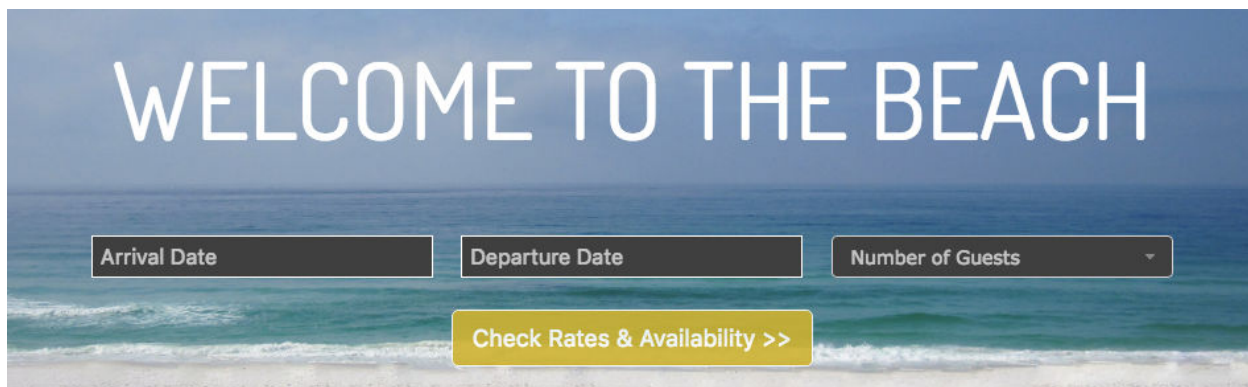 WELCOME TO THE BEACH
Arrival Date
Departure Date
Number of Guests
Check Rates & Availability >>